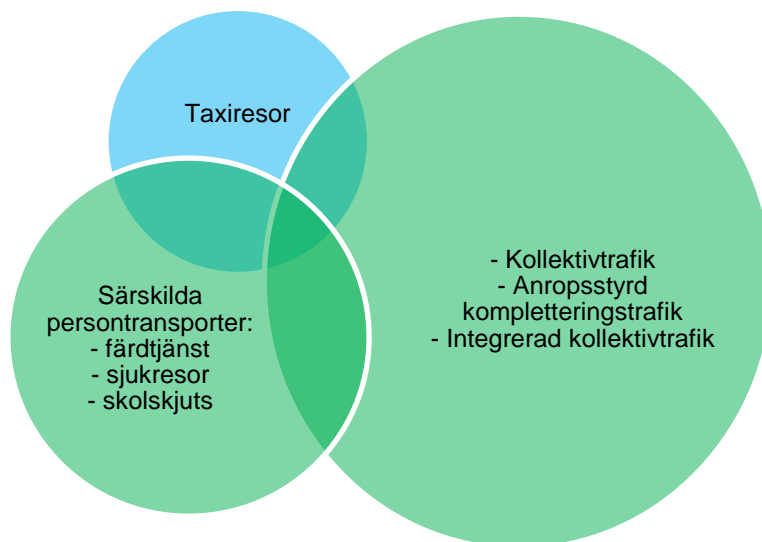 Taxiresor
Särskilda
persontransporter:
- färdtjänst
- sjukresor
- skolskjuts
- Kollektivtrafik
- Anropsstyrd
kompletteringstrafik
- Integrerad kollektivtrafik